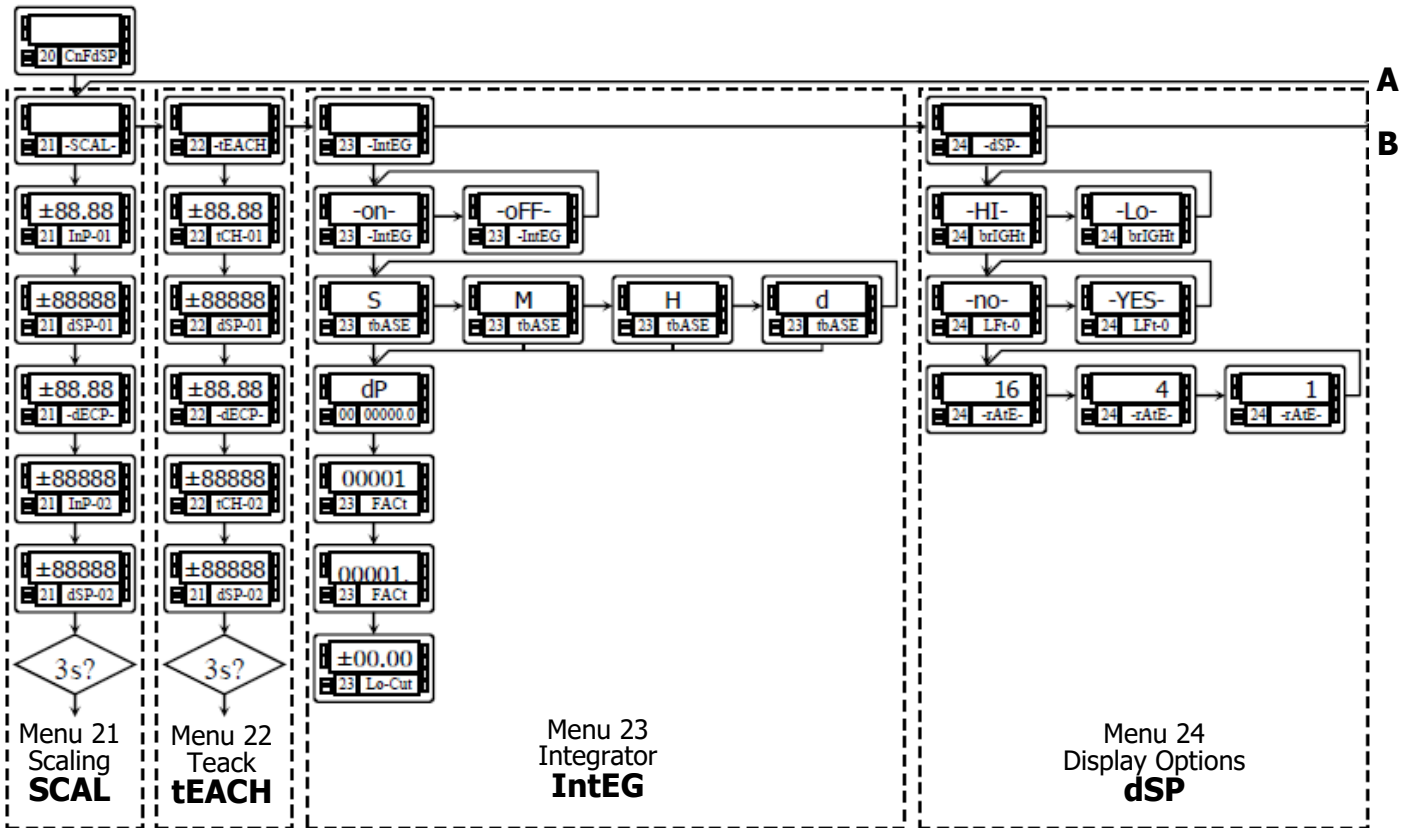 20 CnFdSP
A
B
21 -SCAL-
±88.88
21 InP-01
±88888
21 dSP-01
±88.88
21 -dECP-
±88888
21 InP-02
±88888
21 dSP-02
3s?
Menu 21
Scaling
SCAL
22 -tEACH
±88.88
22 tCH-01
±88888
22 dSP-01
±88.88
22 -dECP-
±88888
22 tCH-02
±88888
21 dSP-02
3s?
Menu 22
Teack
tEACH
23 -IntEG
-on-
23 -IntEG
-oFF-
23 -IntEG
S
23 tbASE
M
23 tbASE
H
23 tbASE
d
23 tbASE
dP
00 00000.0
00001
23 FACt
00001.
23 FACt
±00.00
23 Lo-Cut
Menu 23
Integrator
IntEG
24 -dSP-
-HI-
24 brIGHt
-Lo-
24 brIGHt
-no-
24 LFt-0
-YES-
24 LFt-0
16
24 -rAtE-
4
24 -rAtE-
1
24 -rAtE-
Menu 24
Display Options
dSP